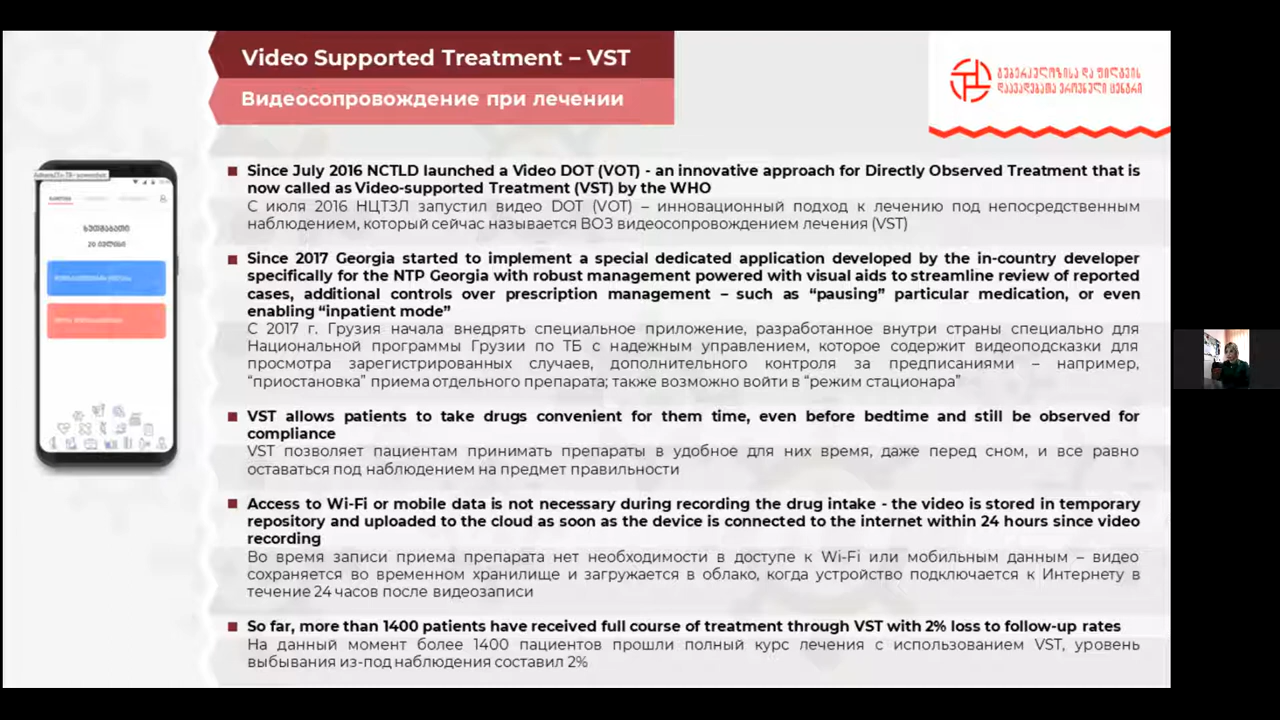 Video Supported Treatment – VST
Видеосопровождение при лечении
ტუბერკულოზისა და ფილტვის
დაავადებათა ეროვნული ცენტრი
ხუთშაბათი
■ Since July 2016 NCTLD launched a Video DOT (VOT) - an innovative approach for Directly Observed Treatment that is
now called as Video-supported Treatment (VST) by the WHO
С июля 2016 НЦТЗЛ запустил видео DOT (VOT) – инновационный подход к лечению под непосредственным
наблюдением, который сейчас называется ВОЗ видеосопровождением лечения (VST)
■ Since 2017 Georgia started to implement a special dedicated application developed by the in-country developer
specifically for the NTP Georgia with robust management powered with visual aids to streamline review of reported
cases, additional controls over prescription management – such as “pausing” particular medication, or even
enabling “inpatient mode”
С 2017 г. Грузия начала внедрять специальное приложение, разработанное внутри страны специально для
Национальной программы Грузии по ТБ с надежным управлением, которое содержит видеоподсказки для
просмотра зарегистрированных случаев, дополнительного контроля за предписаниями – например,
“приостановка” приема отдельного препарата; также возможно войти в “режим стационара”
■ VST allows patients to take drugs convenient for them time, even before bedtime and still be observed for
compliance
VST позволяет пациентам принимать препараты в удобное для них время, даже перед сном, и все равно
оставаться под наблюдением на предмет правильности
■ Access to Wi-Fi or mobile data is not necessary during recording the drug intake - the video is stored in temporary
repository and uploaded to the cloud as soon as the device is connected to the internet within 24 hours since video
recording
Во время записи приема препарата нет необходимости в доступе к Wi-Fi или мобильным данным – видео
сохраняется во временном хранилище и загружается в облако, когда устройство подключается к Интернету в
течение 24 часов после видеозаписи
■ So far, more than 1400 patients have received full course of treatment through VST with 2% loss to follow-up rates
На данный момент более 1400 пациентов прошли полный курс лечения с использованием VST, уровень
выбывания из-под наблюдения составил 2%